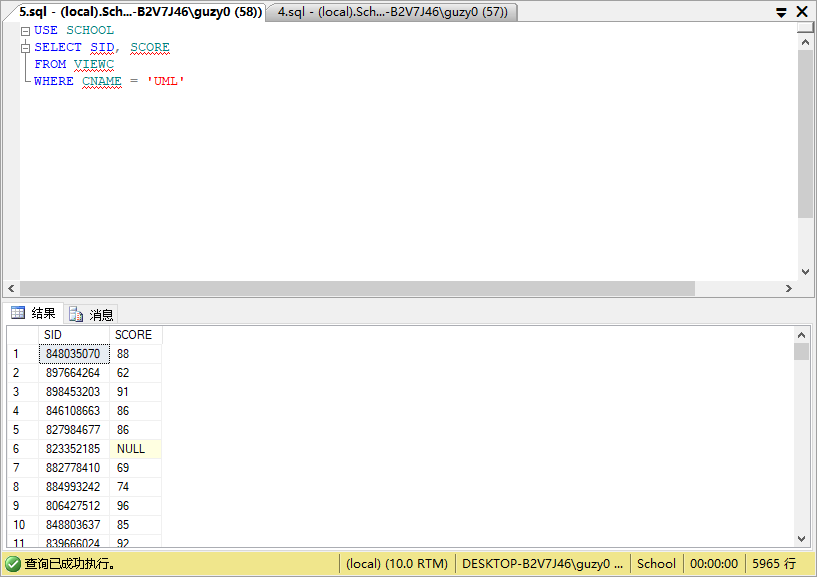 5.sql - (local).Sch...-B2V7J46\guzy0 (58))
4.sql - (local).Sch...-B2V7J46\guzy0 (57))
USE SCHOOL
SELECT SID, SCORE
FROM VIEWC
WHERE CNAME = 'UML'
结果 消息
SID SCORE
1 848035070 88
2 897664264 62
3 898453203 91
4 846108663 86
5 827984677 86
6 823352185 NULL
7 882778410 69
8 884993242 74
9 806427512 96
10 848803637 85
11 839666024 92
查询已成功执行。 (local) (10.0 RTM) DESKTOP-B2V7J46\guzy0 ... School 00:00:00 5965 行